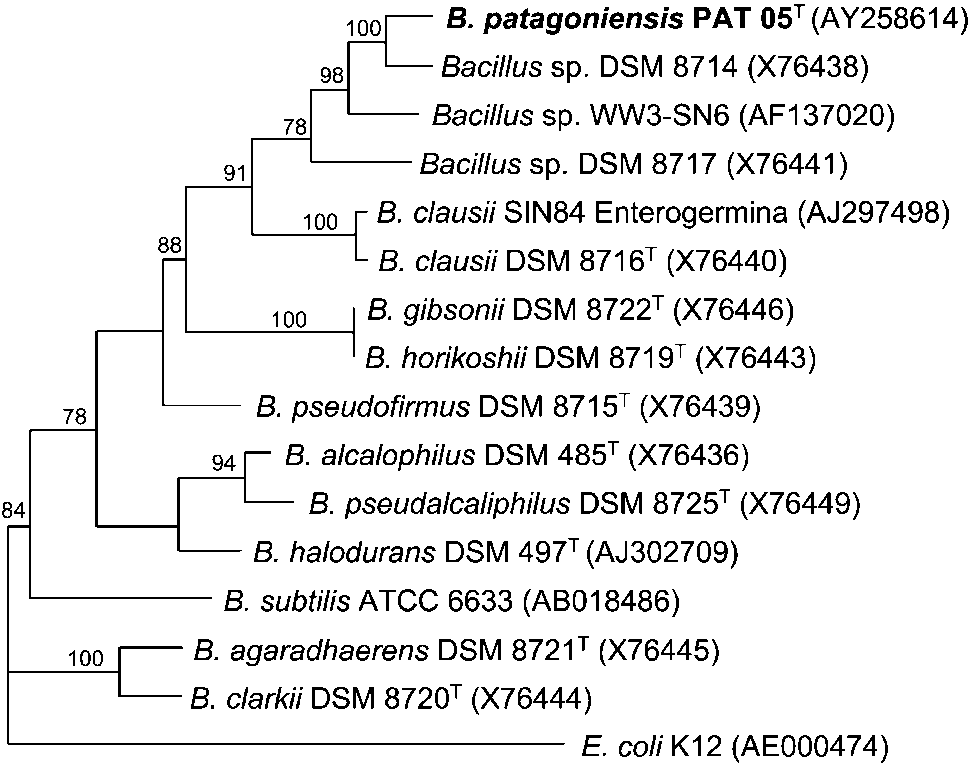 100 B. patagoniensis PAT 05ᵀ (AY258614)
Bacillus sp. DSM 8714 (X76438)
98
Bacillus sp. WW3-SN6 (AF137020)
78
Bacillus sp. DSM 8717 (X76441)
91
100 B. clausii SIN84 Enterogermina (AJ297498)
B. clausii DSM 8716ᵀ (X76440)
88
B. gibsonii DSM 8722ᵀ (X76446)
100
B. horikoshii DSM 8719ᵀ (X76443)
B. pseudofirmus DSM 8715ᵀ (X76439)
78
B. alcalophilus DSM 485ᵀ (X76436)
94
B. pseudalcaliphilus DSM 8725ᵀ (X76449)
84
B. halodurans DSM 497ᵀ (AJ302709)
B. subtilis ATCC 6633 (AB018486)
100 B. agaradhaerens DSM 8721ᵀ (X76445)
B. clarkii DSM 8720ᵀ (X76444)
E. coli K12 (AE000474)